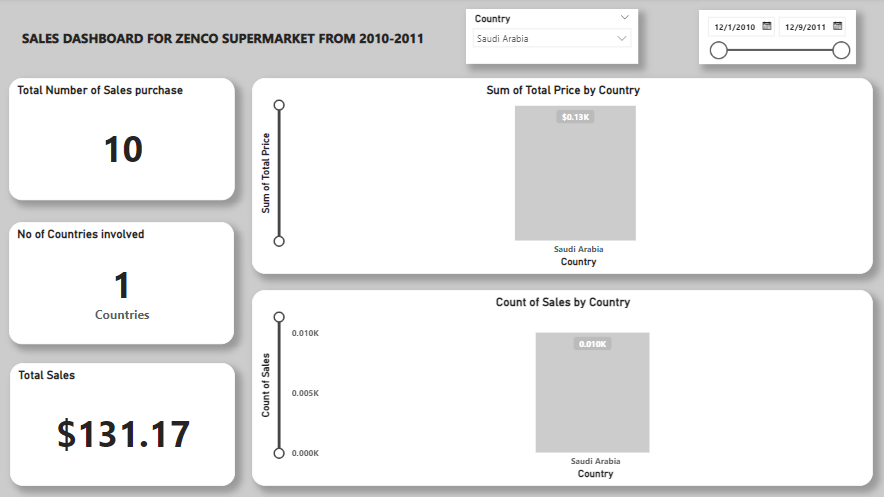 SALES DASHBOARD FOR ZENCO SUPERMARKET FROM 2010-2011
Country
Saudi Arabia
12/1/2010
12/9/2011
Total Number of Sales purchase
10
No of Countries involved
1
Countries
Total Sales
$131.17
Sum of Total Price by Country
Sum of Total Price
$0.13K
Saudi Arabia
Country
Count of Sales by Country
Count of Sales
0.010K
0.005K
0.000K
0.010K
Saudi Arabia
Country